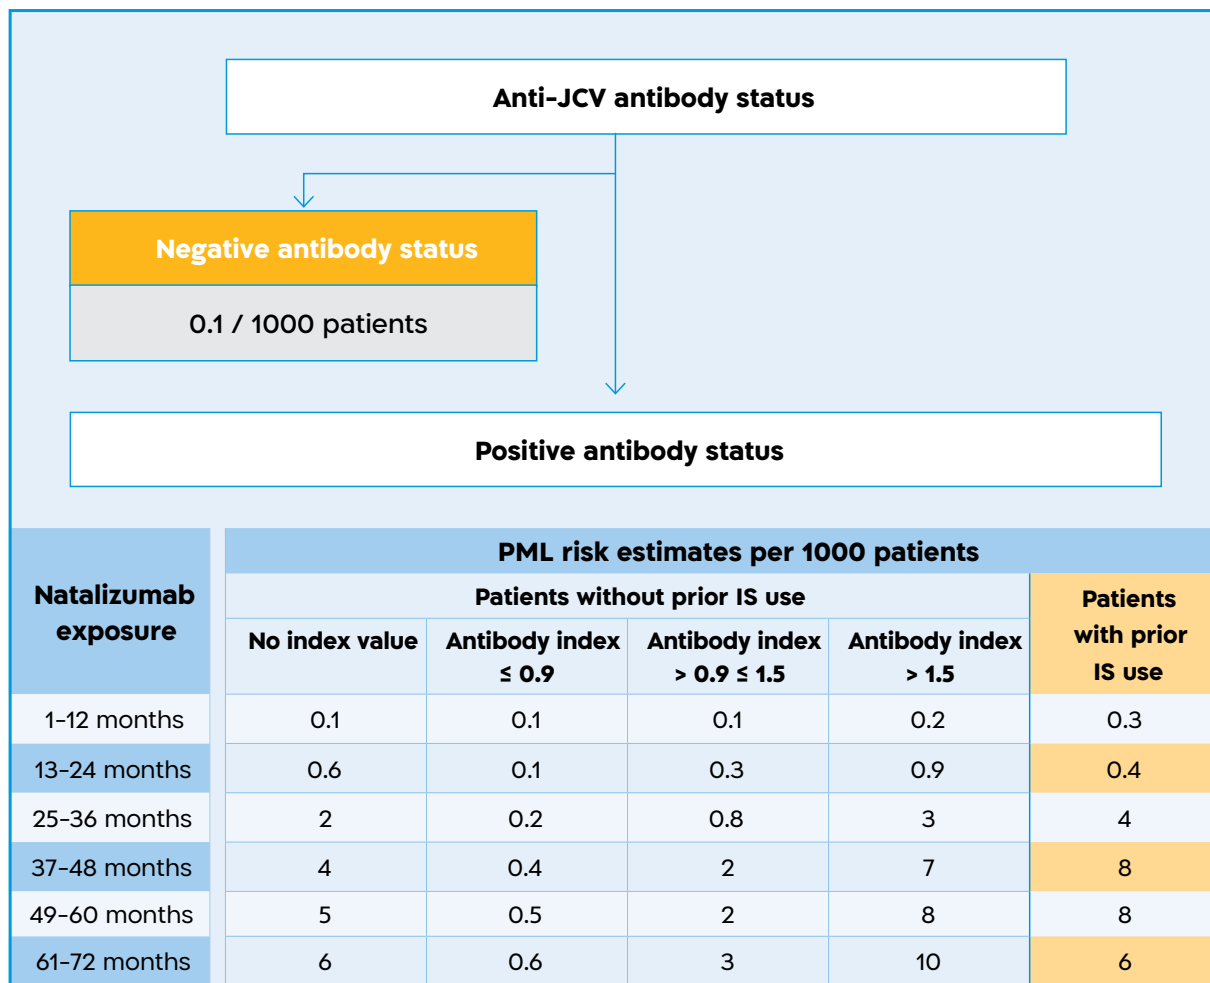 Anti-JCV antibody status
Negative antibody status
0.1 / 1000 patients
Positive antibody status
Natalizumab exposure
PML risk estimates per 1000 patients
Patients without prior IS use
Patients with prior IS use
No index value
Antibody index ≤ 0.9
Antibody index > 0.9 ≤ 1.5
Antibody index > 1.5
1-12 months 0.1 0.1 0.1 0.2 0.3
13-24 months 0.6 0.1 0.3 0.9 0.4
25-36 months 2 0.2 0.8 3 4
37-48 months 4 0.4 2 7 8
49-60 months 5 0.5 2 8 8
61-72 months 6 0.6 3 10 6